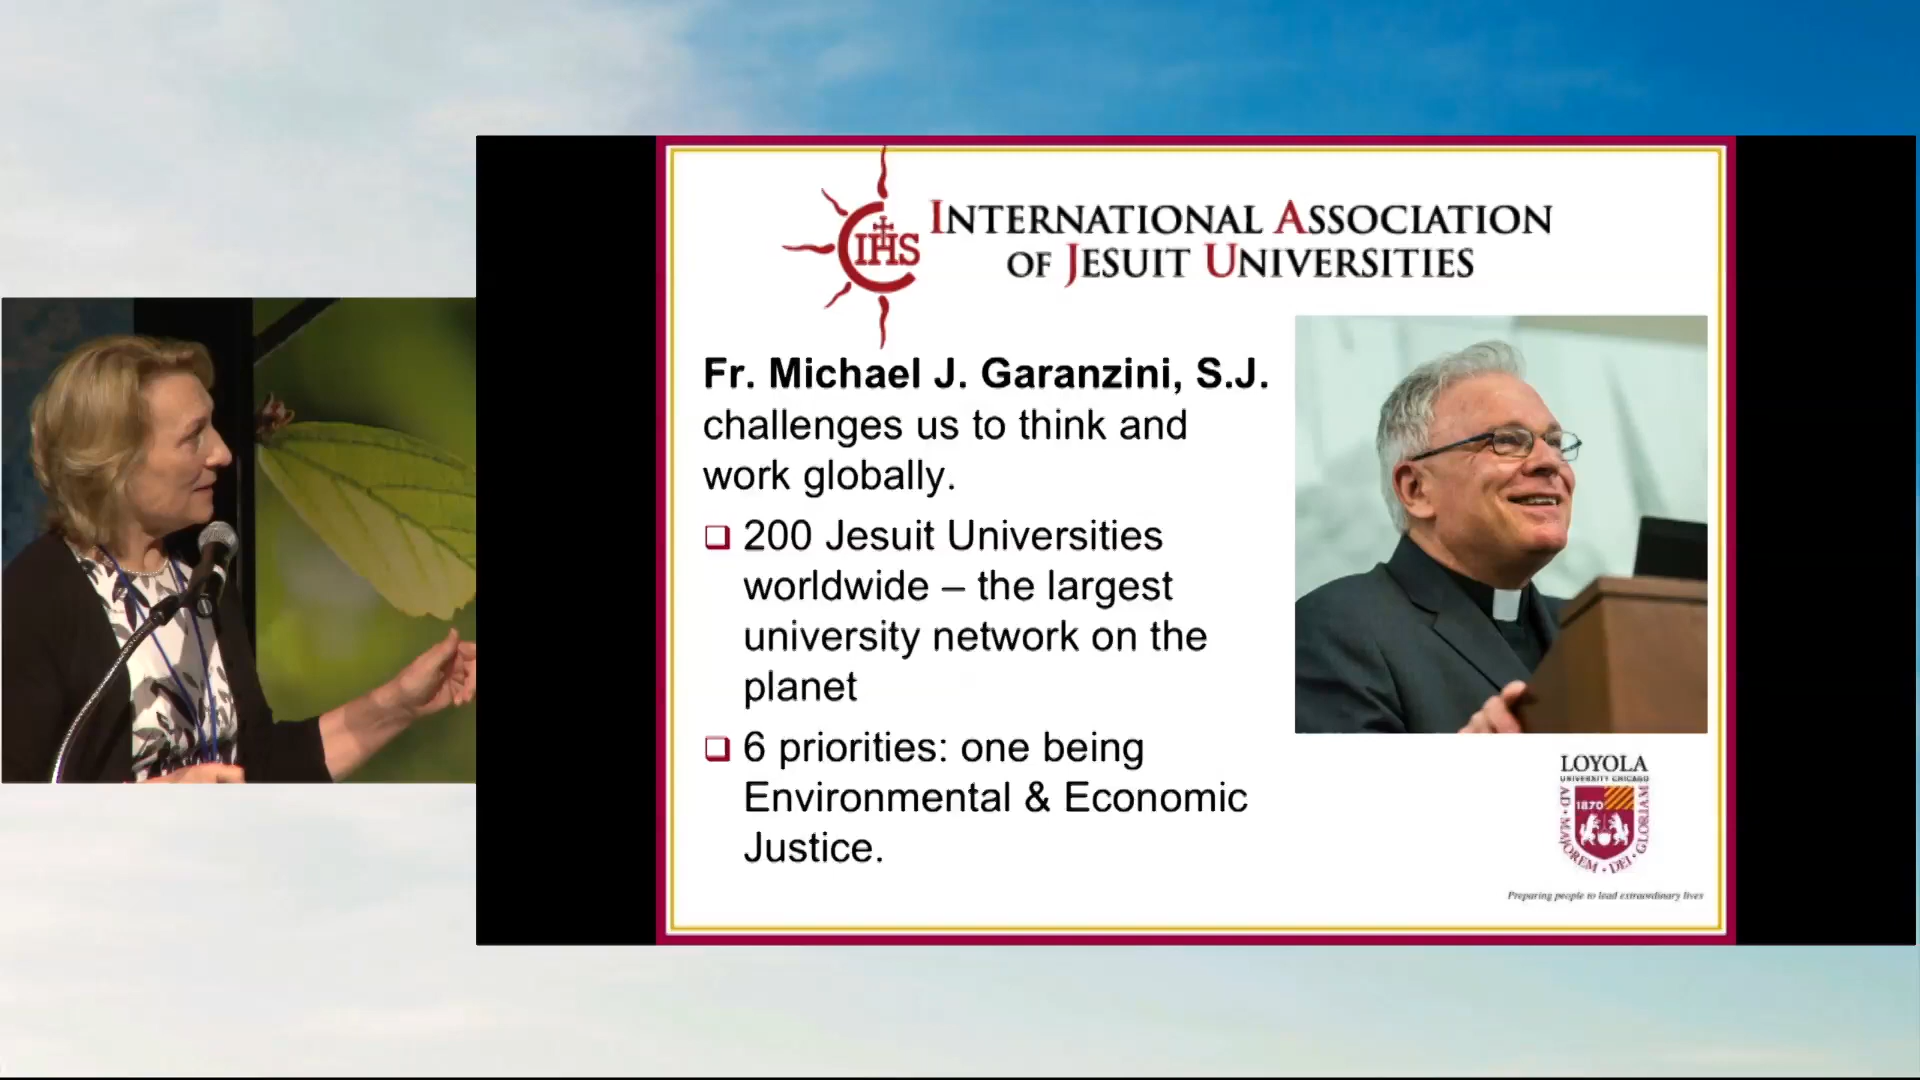 IHS
INTERNATIONAL ASSOCIATION
OF JESUIT UNIVERSITIES
Fr. Michael J. Garanzini, S.J.
challenges us to think and
work globally.
200 Jesuit Universities
worldwide – the largest
university network on the
planet
6 priorities: one being
Environmental & Economic
Justice.
LOYOLA
UNIVERSITY CHICAGO
1870
AD • MAJOREM • DEI • GLORIAM
Preparing people to lead extraordinary lives